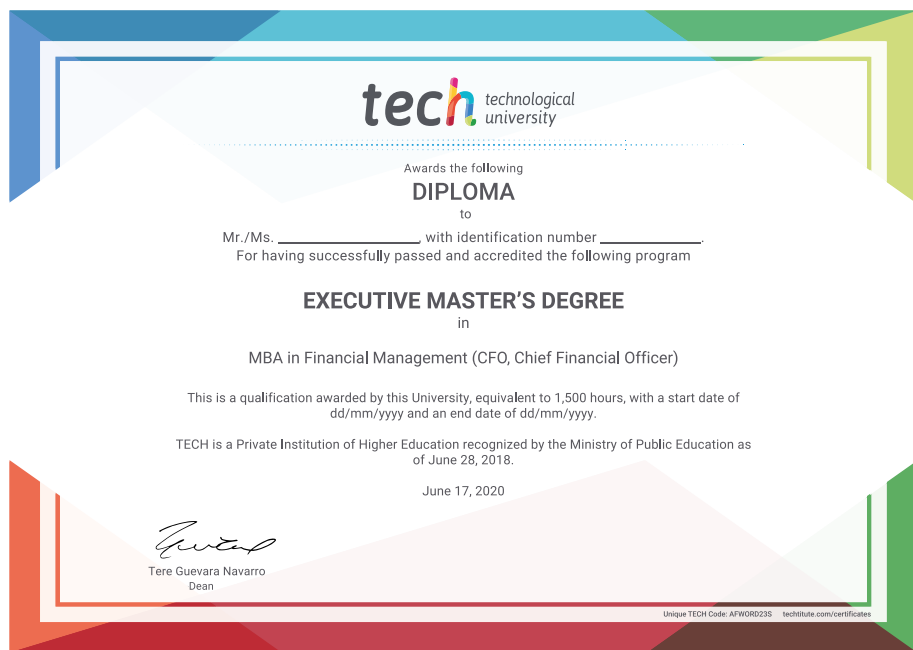 tech technological
university
Awards the following
DIPLOMA
to
Mr./Ms. ____________________, with identification number ______________.
For having successfully passed and accredited the following program
EXECUTIVE MASTER'S DEGREE
in
MBA in Financial Management (CFO, Chief Financial Officer)
This is a qualification awarded by this University, equivalent to 1,500 hours, with a start date of
dd/mm/yyyy and an end date of dd/mm/yyyy.
TECH is a Private Institution of Higher Education recognized by the Ministry of Public Education as
of June 28, 2018.
June 17, 2020
Tere Guevara Navarro
Dean
Unique TECH Code: AFWORD23S techtitute.com/certificates